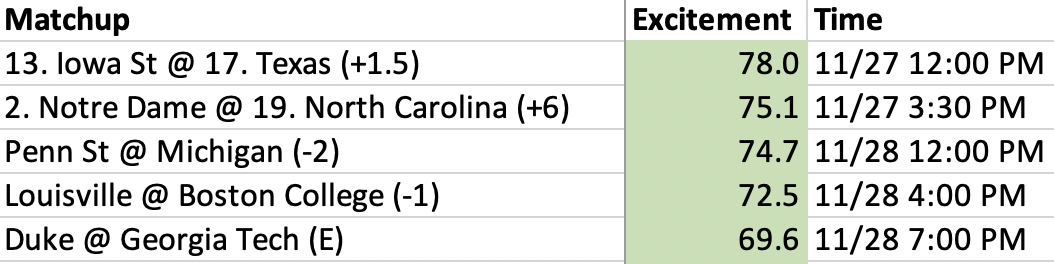 Matchup Excitement Time
13. Iowa St @ 17. Texas (+1.5) 78.0 11/27 12:00 PM
2. Notre Dame @ 19. North Carolina (+6) 75.1 11/27 3:30 PM
Penn St @ Michigan (-2) 74.7 11/28 12:00 PM
Louisville @ Boston College (-1) 72.5 11/28 4:00 PM
Duke @ Georgia Tech (E) 69.6 11/28 7:00 PM